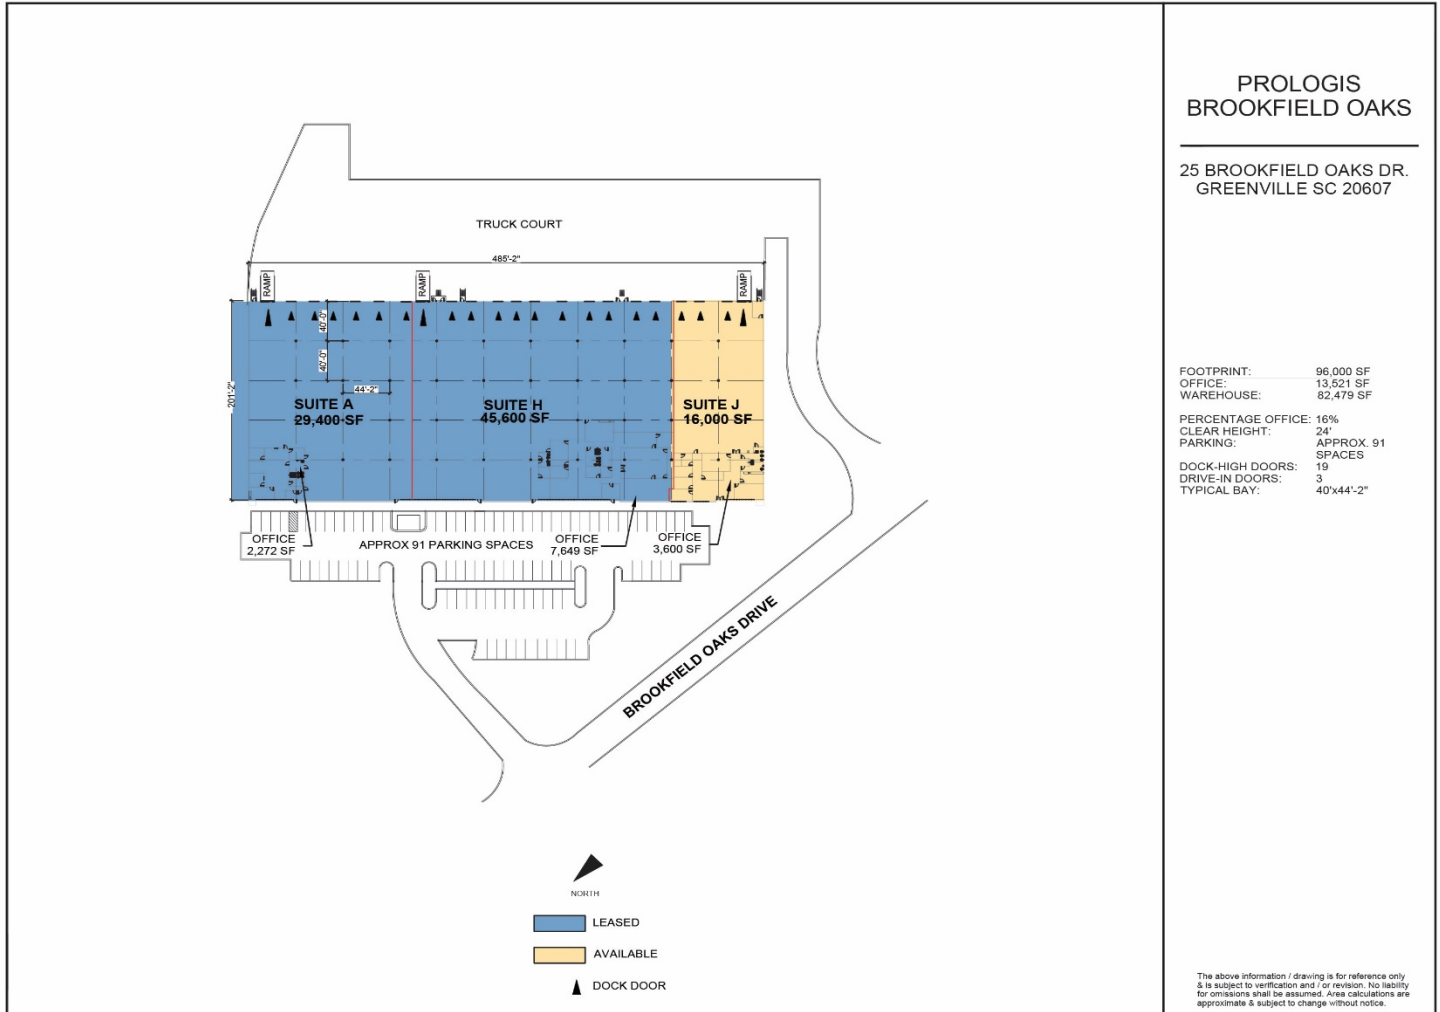 PROLOGIS
BROOKFIELD OAKS
25 BROOKFIELD OAKS DR.
GREENVILLE SC 20607
TRUCK COURT
485'-2"
RAMP
RAMP
RAMP
40'-0"
40'-0"
44'-2"
201'-2"
SUITE A
29,400 SF
SUITE H
45,600 SF
SUITE J
16,000 SF
OFFICE
2,272 SF
APPROX 91 PARKING SPACES
OFFICE
7,649 SF
OFFICE
3,600 SF
BROOKFIELD OAKS DRIVE
FOOTPRINT: 96,000 SF
OFFICE: 13,521 SF
WAREHOUSE: 82,479 SF
PERCENTAGE OFFICE: 16%
CLEAR HEIGHT: 24'
PARKING: APPROX. 91
SPACES
DOCK-HIGH DOORS: 19
DRIVE-IN DOORS: 3
TYPICAL BAY: 40'x44'-2"
NORTH
LEASED
AVAILABLE
DOCK DOOR
The above information / drawing is for reference only
& is subject to verification and / or revision. No liability
for omissions shall be assumed. Area calculations are
approximate & subject to change without notice.